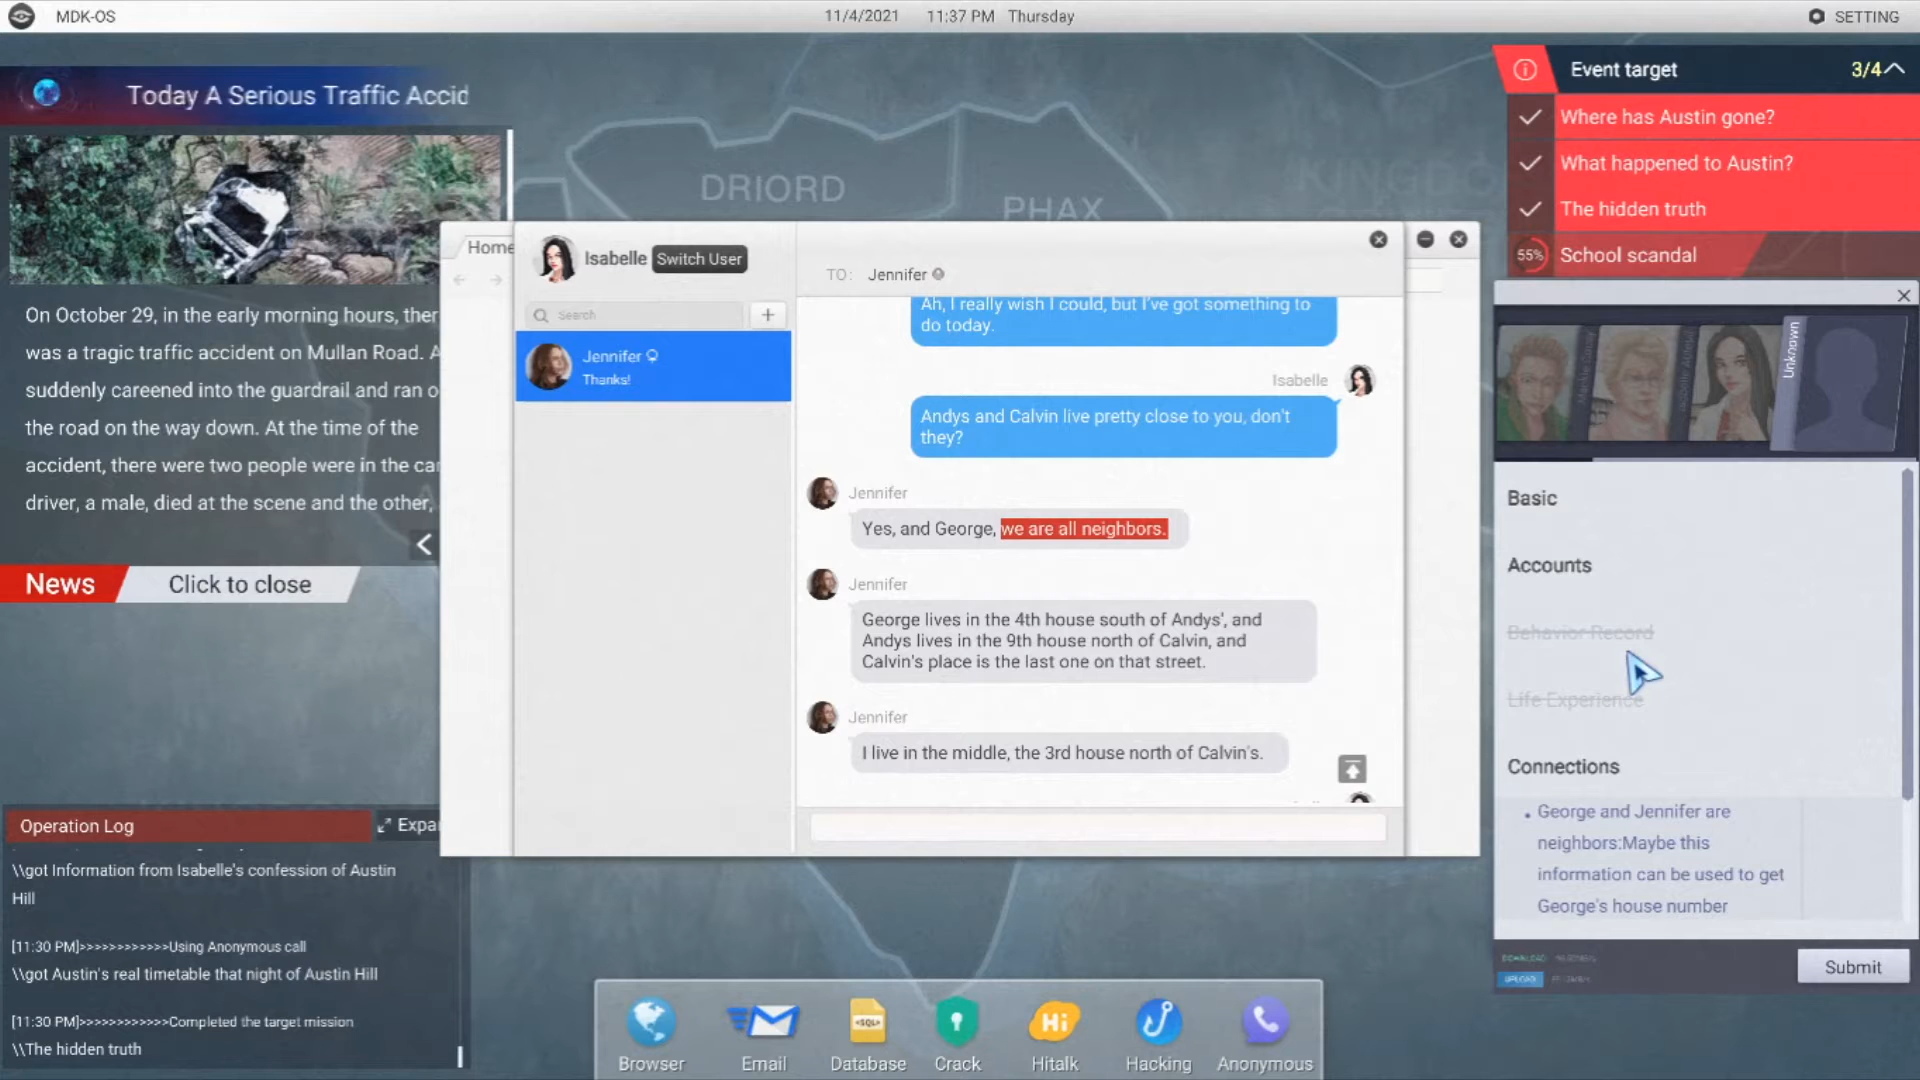 MDK-OS
11/4/2021 11:37 PM Thursday
SETTING
Today A Serious Traffic Accid
On October 29, in the early morning hours, ther
was a tragic traffic accident on Mullan Road. A
suddenly careened into the guardrail and ran o
the road on the way down. At the time of the
accident, there were two people were in the ca
driver, a male, died at the scene and the other,
News
Click to close
DRIORD
PHAX
KINGDO
Operation Log
Expa
\\got Information from Isabelle's confession of Austin
Hill
[11:30 PM]>>>>>>>>>>>>Using Anonymous call
\\got Austin's real timetable that night of Austin Hill
[11:30 PM]>>>>>>>>>>>>Completed the target mission
\\The hidden truth
Home
Isabelle
Switch User
Search
+
Jennifer
Thanks!
TO: Jennifer
Ah, I really wish I could, but I've got something to
do today.
Isabelle
Andys and Calvin live pretty close to you, don't
they?
Jennifer
Yes, and George, we are all neighbors.
Jennifer
George lives in the 4th house south of Andys', and
Andys lives in the 9th house north of Calvin, and
Calvin's place is the last one on that street.
Jennifer
I live in the middle, the 3rd house north of Calvin's.
Event target
3/4
Where has Austin gone?
What happened to Austin?
The hidden truth
55%
School scandal
Unknown
Basic
Accounts
Behavior Record
Life Experience
Connections
• George and Jennifer are
neighbors:Maybe this
information can be used to get
George's house number
DOWNLOAD
UPLOAD
Submit
Browser
Email
<SQL>
Database
Crack
Hi
Hitalk
Hacking
Anonymous